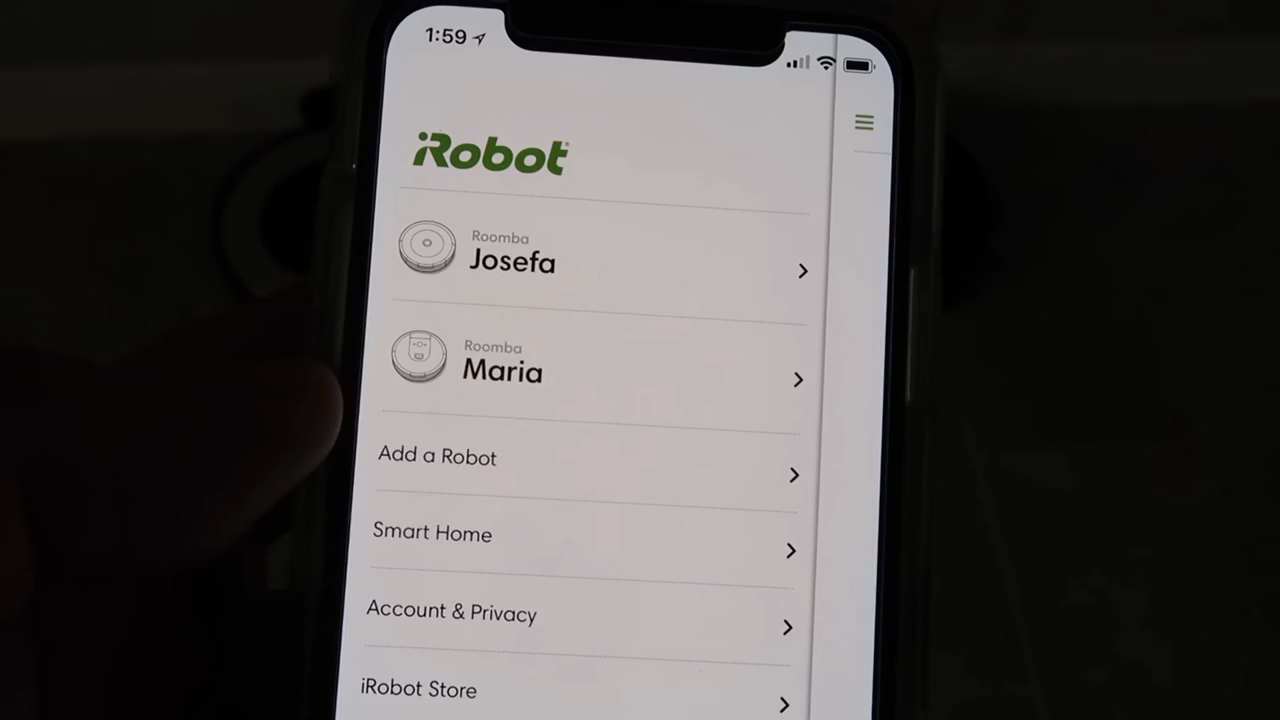 1:59
iRobot
Roomba
Josefa
Roomba
Maria
Add a Robot
Smart Home
Account & Privacy
iRobot Store